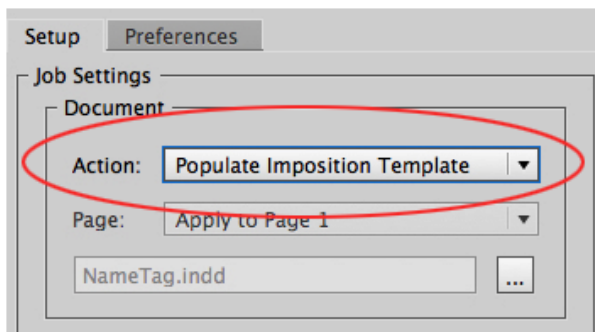 Setup Preferences
Job Settings
Document
Action: Populate Imposition Template
Page: Apply to Page 1
NameTag.indd ...